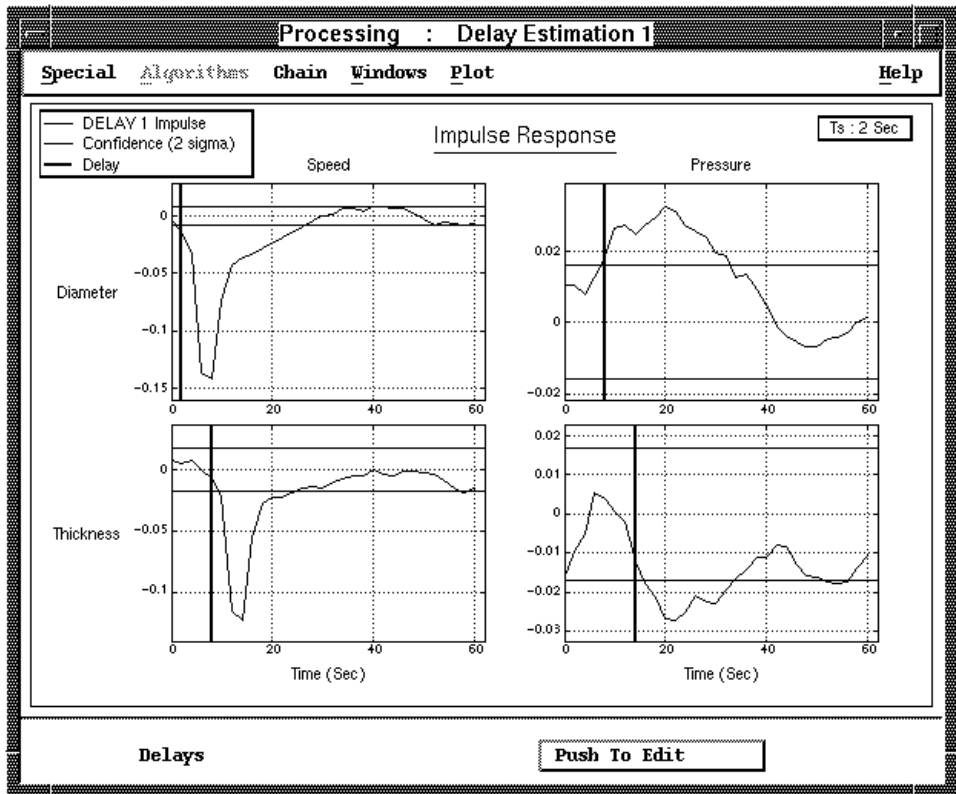 Processing : Delay Estimation 1
Special Algorithms Chain Windows Plot Help
DELAY 1 Impulse
Confidence (2 sigma)
Delay
Impulse Response
Ts : 2 Sec
Speed
Pressure
Diameter
0
-0.05
-0.1
-0.15
0 20 40 60
0.02
0
-0.02
0 20 40 60
Thickness
0
-0.05
-0.1
0 20 40 60
Time (Sec)
0.02
0.01
0
-0.01
-0.02
-0.03
0 20 40 60
Time (Sec)
Delays
Push To Edit